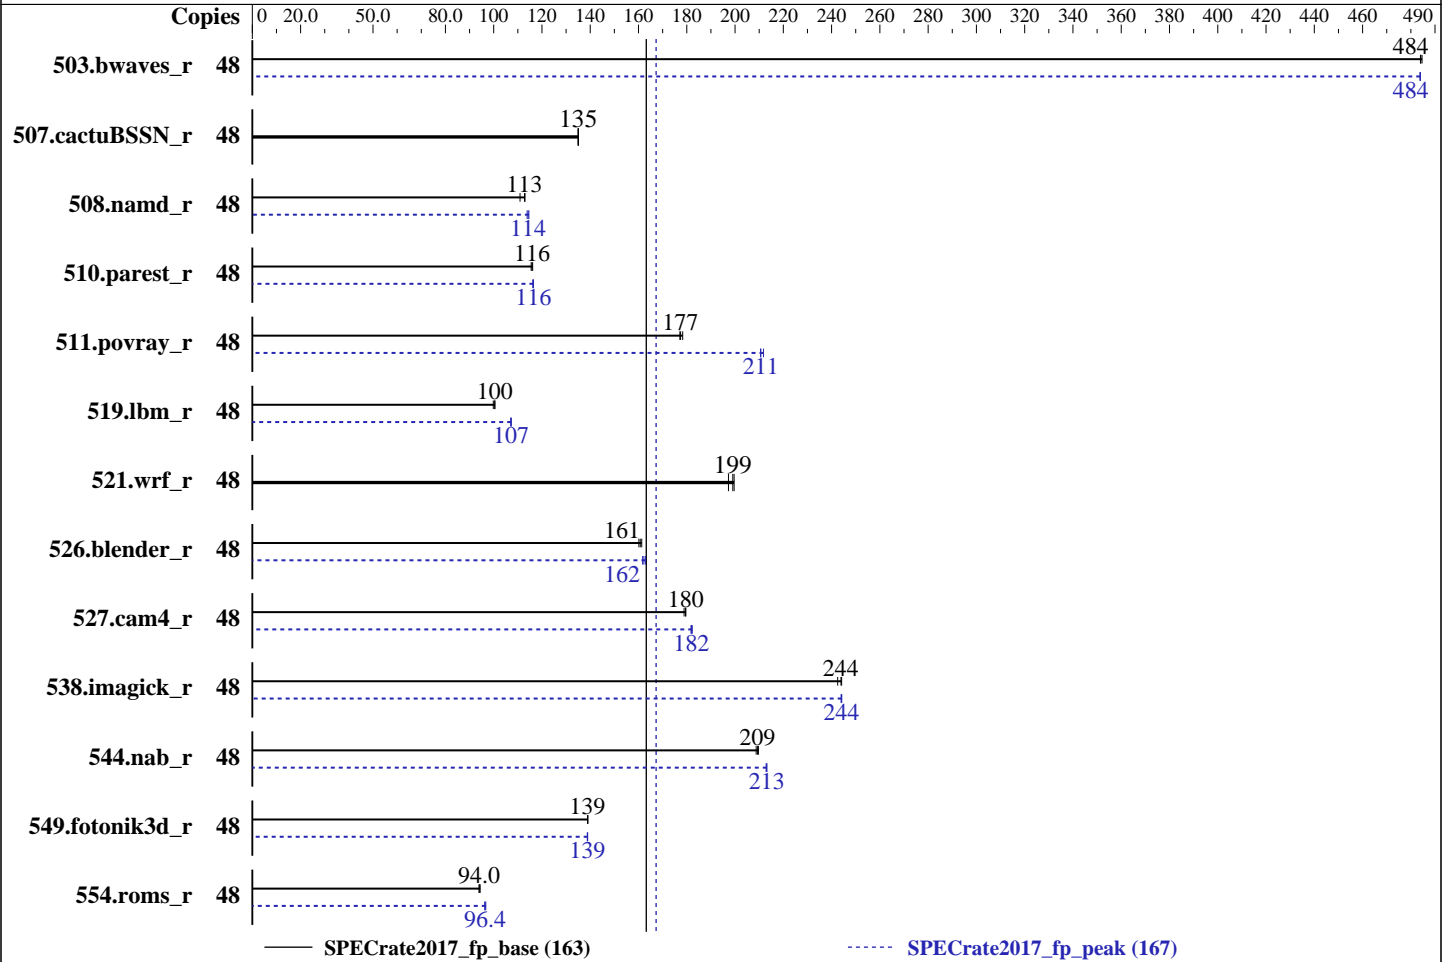 Copies 0 20.0 50.0 80.0 100 120 140 160 180 200 220 240 260 280 300 320 340 360 380 400 420 440 460 490
484
503.bwaves_r 48
484
135
507.cactuBSSN_r 48
113
508.namd_r 48
114
116
510.parest_r 48
116
177
511.povray_r 48
211
100
519.lbm_r 48
107
199
521.wrf_r 48
161
526.blender_r 48
162
180
527.cam4_r 48
182
244
538.imagick_r 48
244
209
544.nab_r 48
213
139
549.fotonik3d_r 48
139
94.0
554.roms_r 48
96.4
SPECrate2017_fp_base (163) SPECrate2017_fp_peak (167)